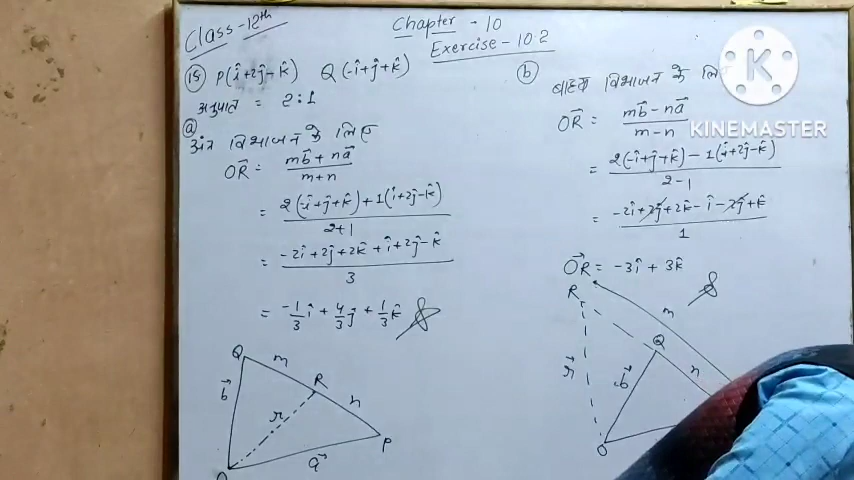 Class-12th
Chapter - 10
Exercise - 10.2
15 P(î+2ĵ-k̂) Q(-î+ĵ+k̂)
अनुपात = 2:1
a
अंत विभाजन के लिए
OR⃗ = mb⃗ + na⃗ / m+n
= 2(-î+ĵ+k̂)+1(î+2ĵ-k̂) / 2+1
= -2î+2ĵ+2k̂+î+2ĵ-k̂ / 3
= -1/3 î + 4/3 ĵ + 1/3 k̂
Q m R n P
b⃗ r a⃗
b
बाह्य विभाजन के
OR⃗ = mb⃗ - na⃗ / m-n
= 2(-î+ĵ+k̂) - 1(î+2ĵ-k̂) / 2-1
= -2î+2ĵ+2k̂-î-2ĵ+k̂ / 1
OR⃗ = -3î + 3k̂
R m
Q n
r⃗ b⃗
O
K
KINEMASTER